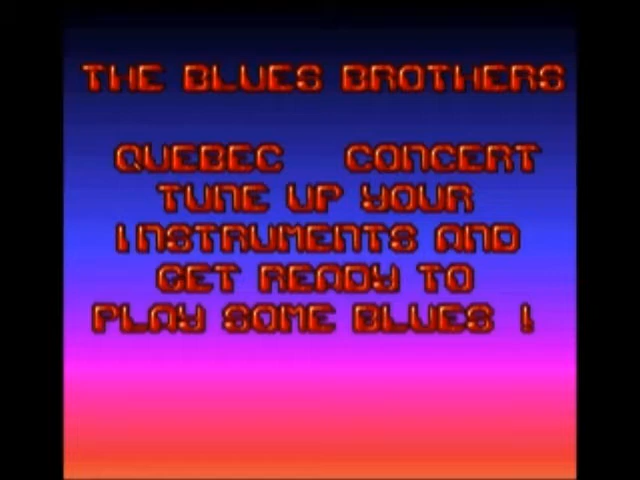 THE BLUES BROTHERS
QUEBEC CONCERT
TUNE UP YOUR
INSTRUMENTS AND
GET READY TO
PLAY SOME BLUES !